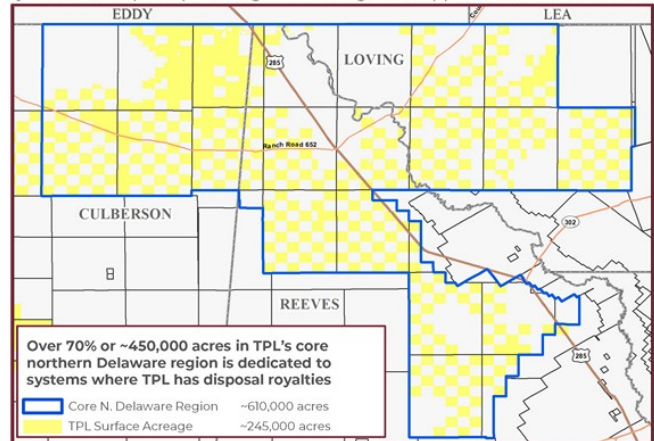 EDDY
LEA
285
LOVING
Ranch Road 652
CULBERSON
302
REEVES
285
Over 70% or ~450,000 acres in TPL's core
northern Delaware region is dedicated to
systems where TPL has disposal royalties
Core N. Delaware Region ~610,000 acres
TPL Surface Acreage ~245,000 acres